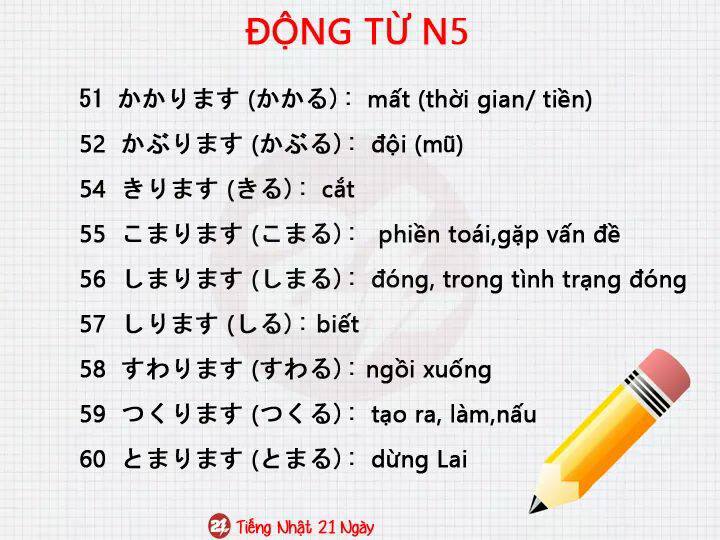 ĐỘNG TỪ N5
51 かかります (かかる) : mất (thời gian/ tiền)
52 かぶります (かぶる) : đội (mũ)
54 きります (きる) : cắt
55 こまります (こまる) : phiền toái,gặp vấn đề
56 しまります (しまる) : đóng, trong tình trạng đóng
57 しります (しる) : biết
58 すわります (すわる) : ngồi xuống
59 つくります (つくる) : tạo ra, làm,nấu
60 とまります (とまる) : dừng Lai
21 Tiếng Nhật 21 Ngày